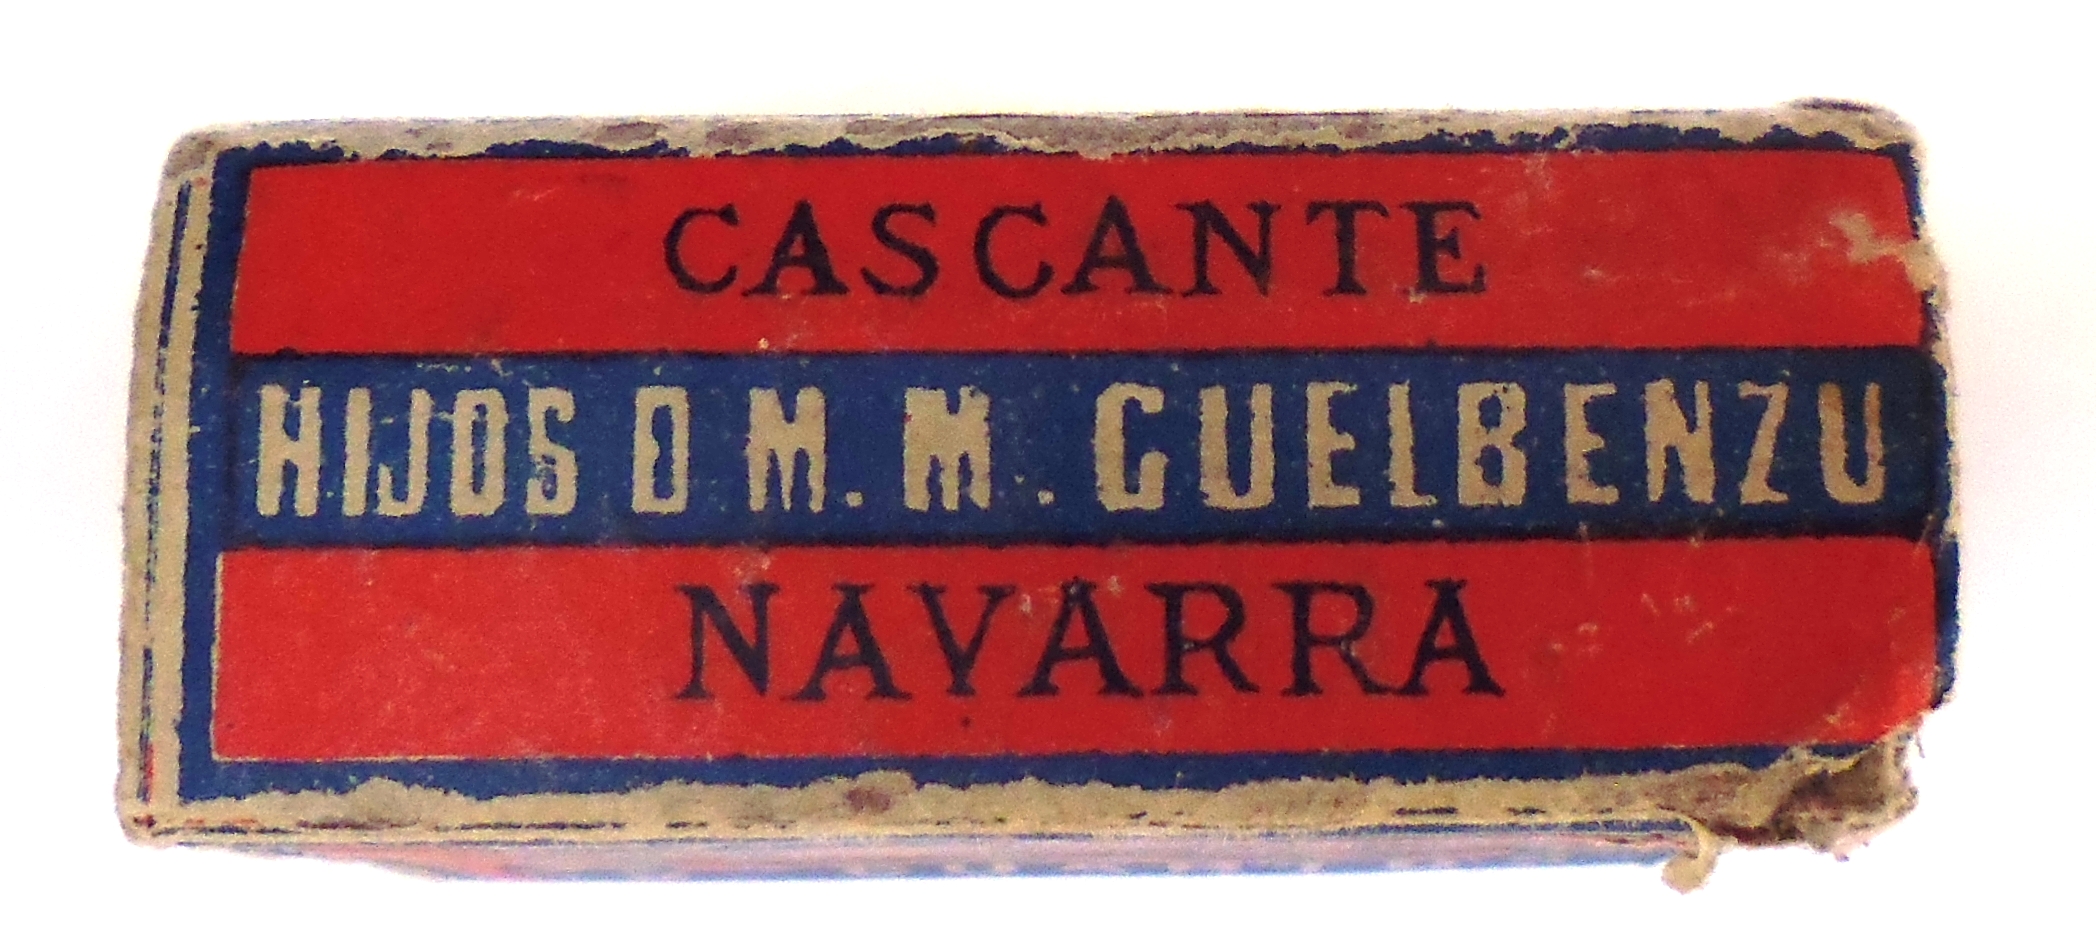 CASCANTE
HIJOS D M. M. GUELBENZU
NAVARRA